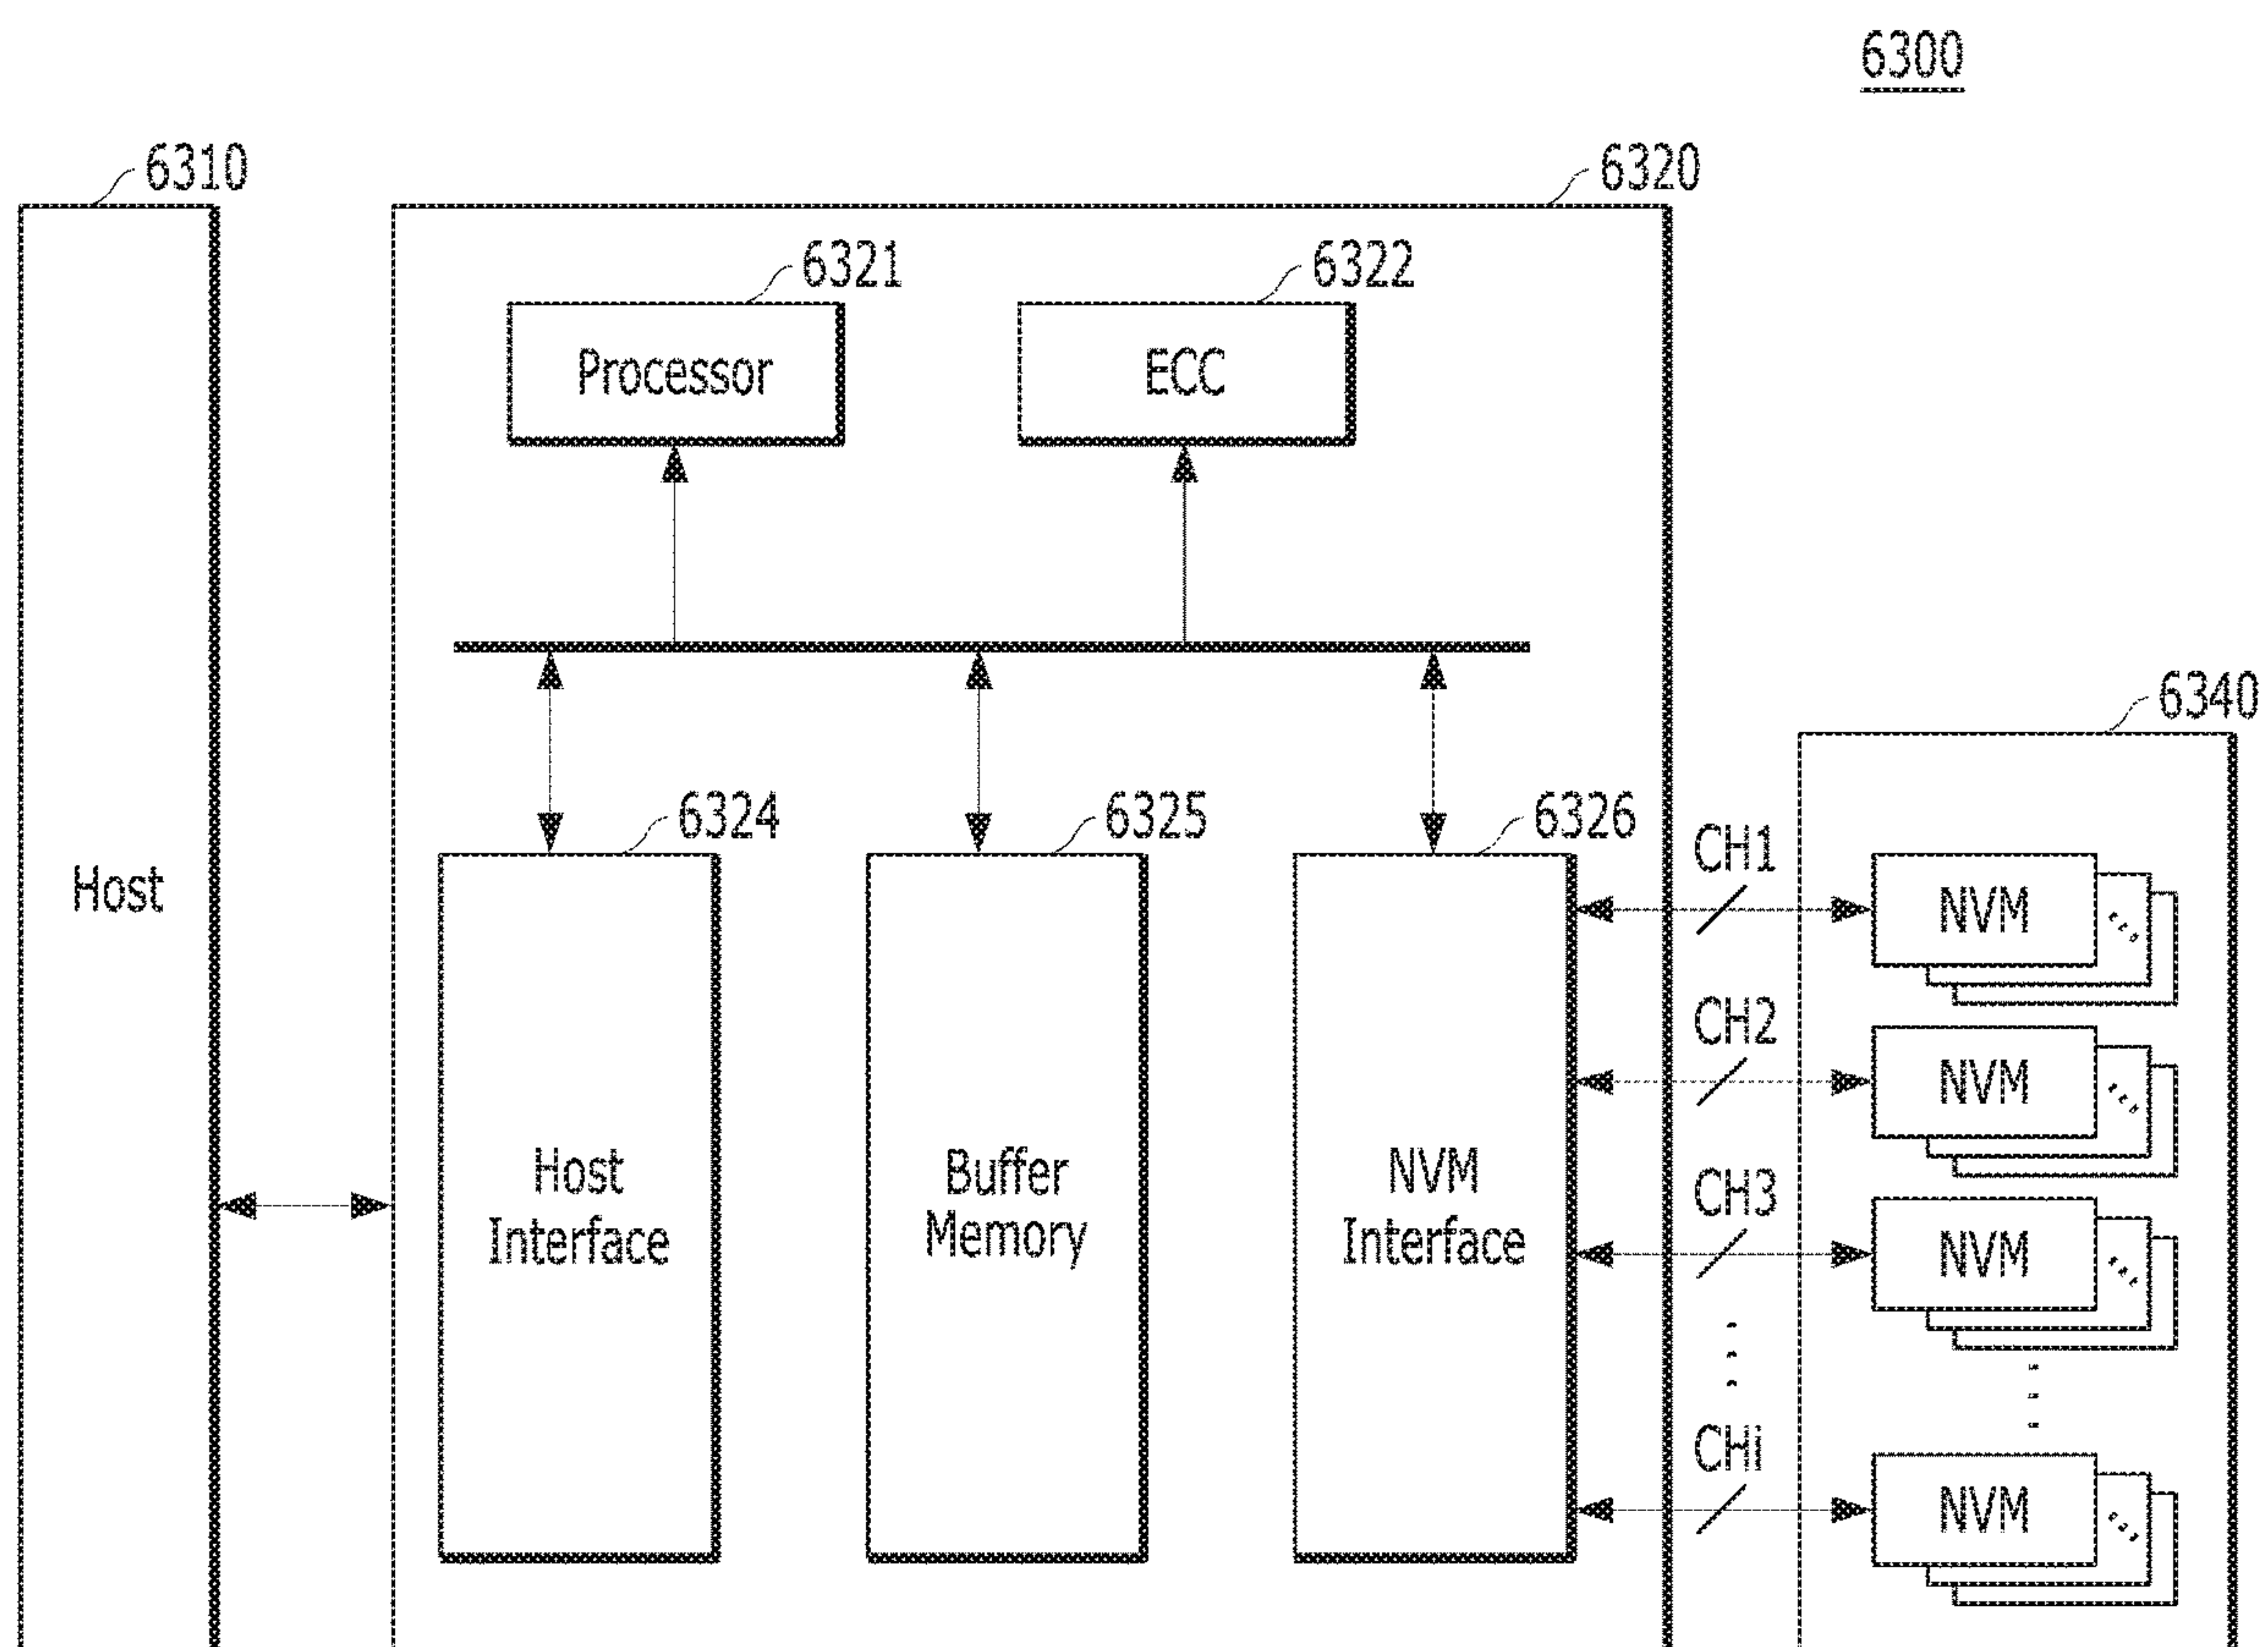 6300
6310
6320
6321
6322
Processor
ECC
6340
6324
6325
6326
CH1
Host
NVM
CH2
NVM
Host
Interface
Buffer
Memory
NVM
Interface
CH3
NVM
CHi
NVM